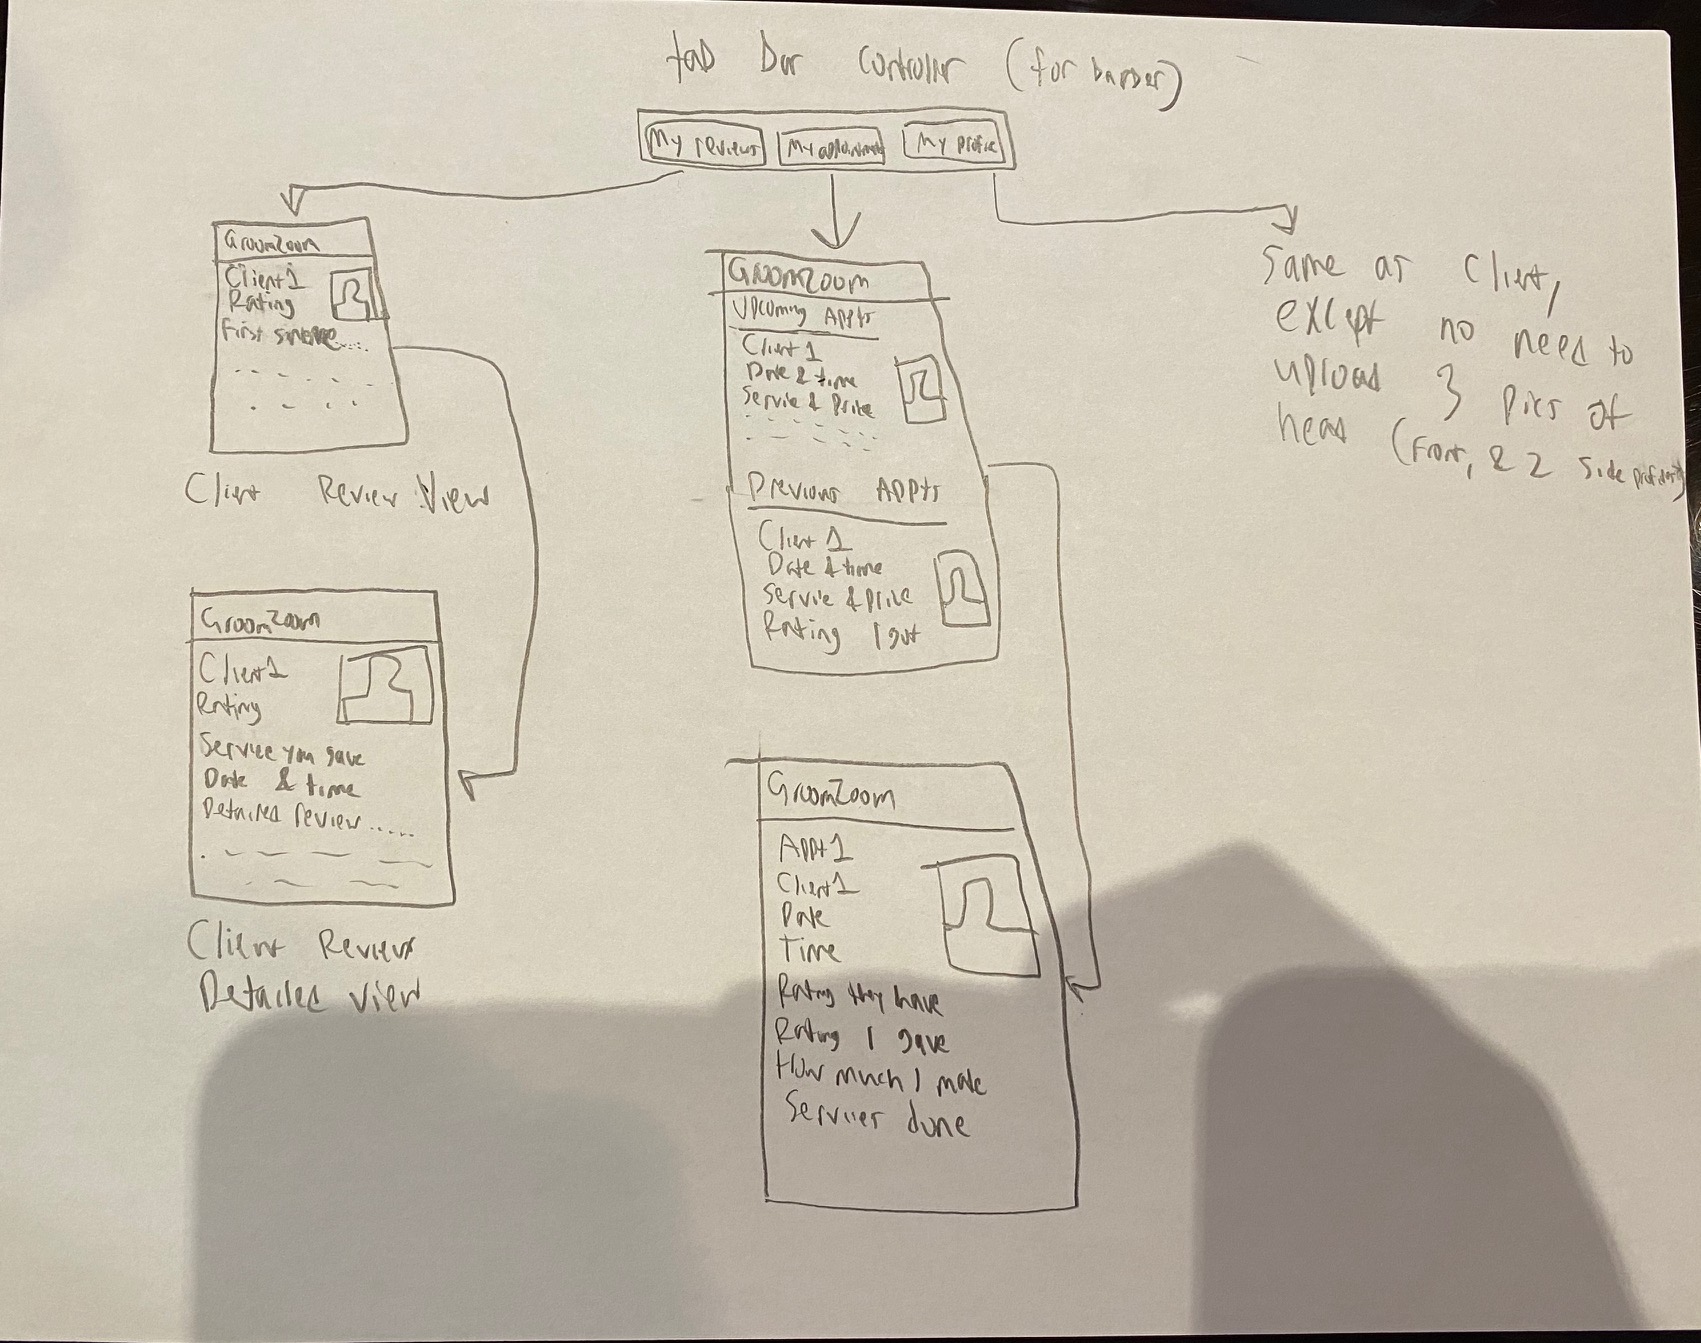 tab bar controller (for barber)
My reviews
My appointments
My profile
GroomZoom
Client 1
Rating
First sentence.....
Client Review View
GroomZoom
Client 1
Rating
Service you gave
Date & time
Detailed review.....
Client Review
Detailed view
GroomZoom
Upcoming Appts
Client 1
Date & time
Service & Price
Previous Appts
Client 1
Date & time
Service & Price
Rating I got
GroomZoom
Appt 1
Client 1
Date
Time
Rating they have
Rating I gave
How much I made
Services done
Same as client,
except no need to
upload 3 pics of
head (Front, & 2 side